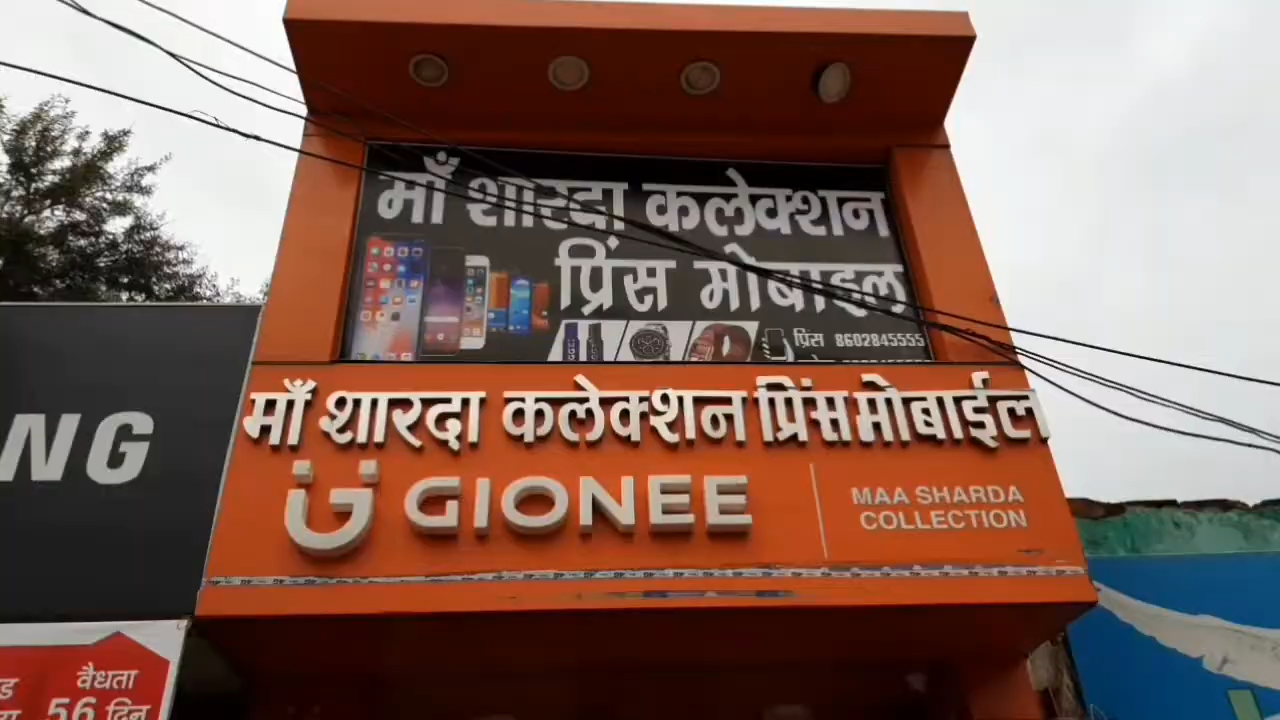 माँ शारदा कलेक्शन
प्रिंस मोबाइल
प्रिंस 8602845555
माँ शारदा कलेक्शन प्रिंस मोबाईल
GIONEE
MAA SHARDA
COLLECTION
NG
वैधता
56 दिन